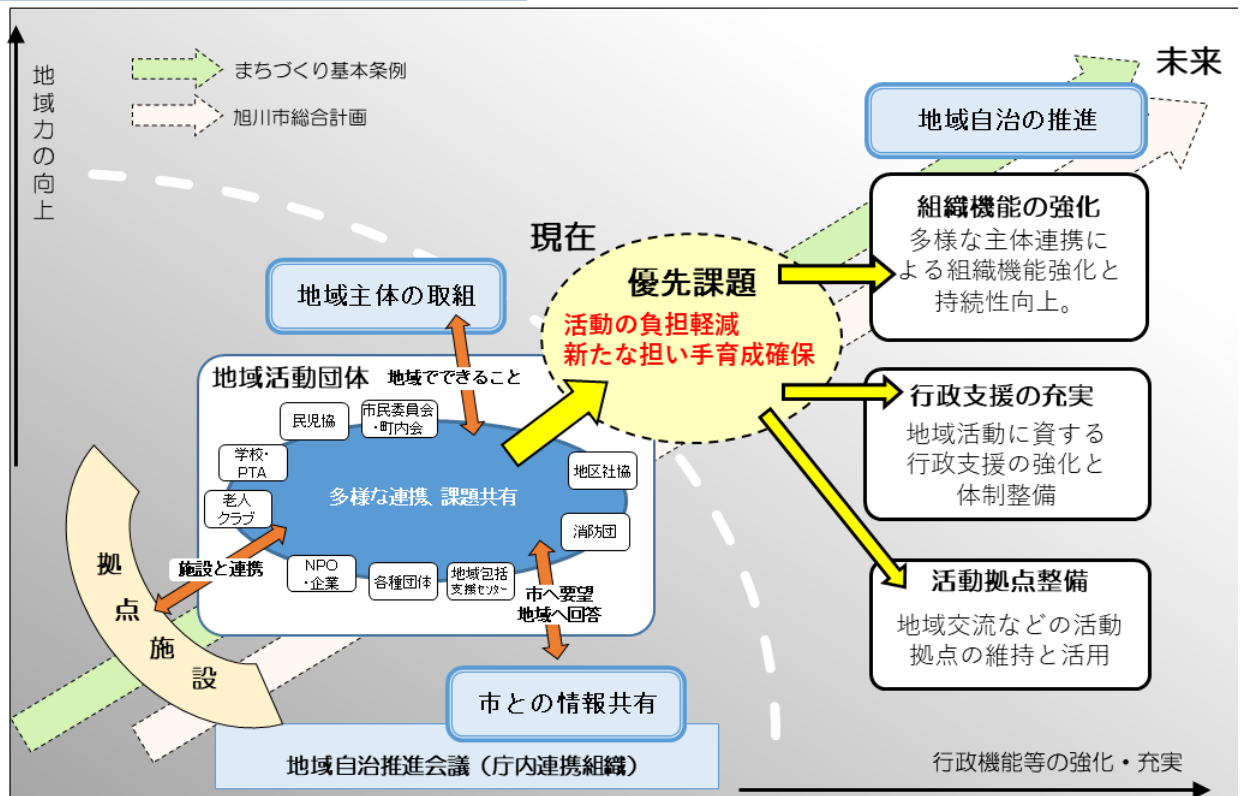 地域力の向上
まちづくり基本条例
旭川市総合計画
未来
地域自治の推進
現在
優先課題
活動の負担軽減
新たな担い手育成確保
組織機能の強化
多様な主体連携に
よる組織機能強化と
持続性向上。
行政支援の充実
地域活動に資する
行政支援の強化と
体制整備
活動拠点整備
地域交流などの活動
拠点の維持と活用
地域主体の取組
地域活動団体
地域でできること
民児協
市民委員会
・町内会
学校・
PTA
老人
クラブ
地区社協
消防団
多様な連携、課題共有
NPO
・企業
各種団体
地域包括
支援センター
施設と連携
市へ要望
地域へ回答
拠点施設
市との情報共有
地域自治推進会議（庁内連携組織）
行政機能等の強化・充実